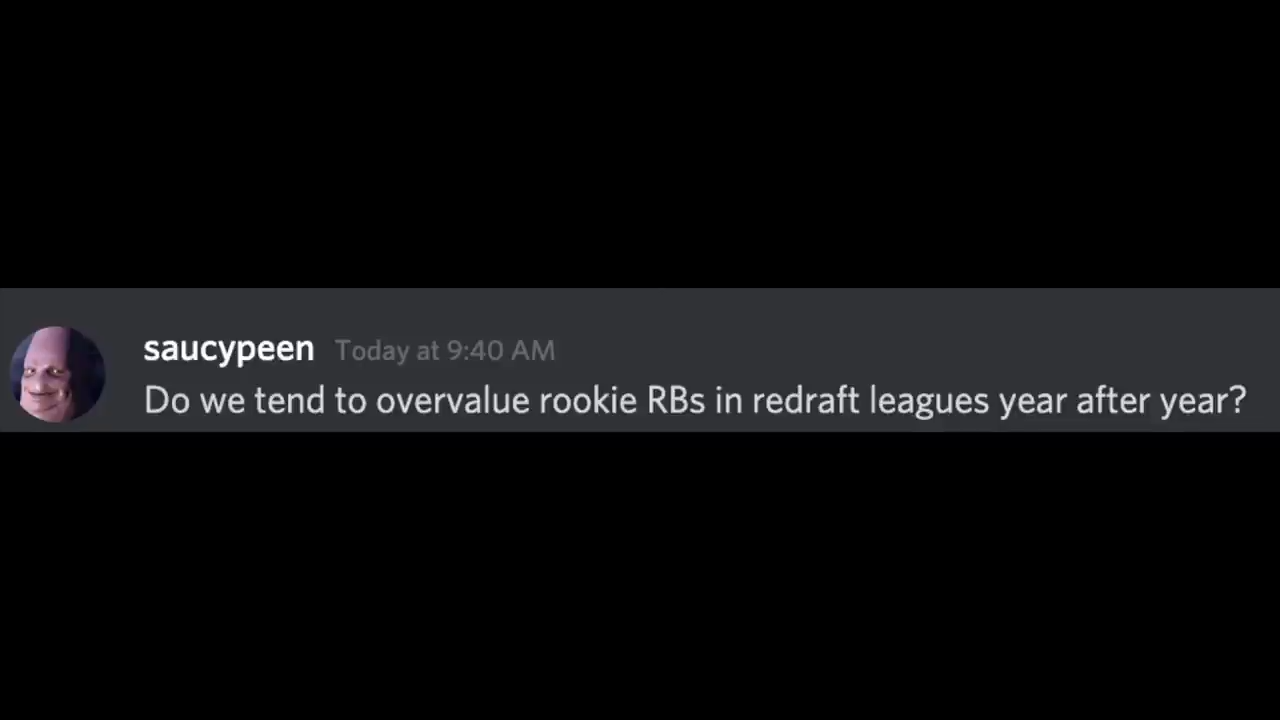 saucypeen Today at 9:40 AM
Do we tend to overvalue rookie RBs in redraft leagues year after year?